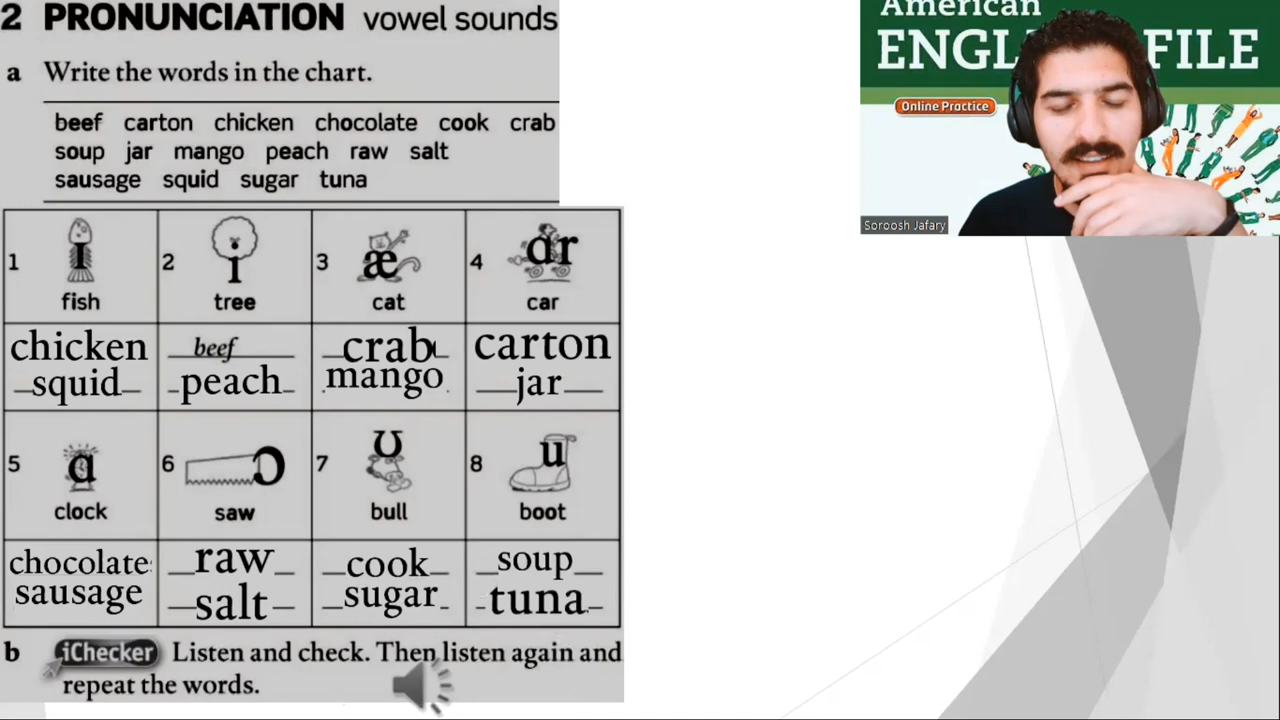 2 PRONUNCIATION vowel sounds
a Write the words in the chart.
beef carton chicken chocolate cook crab
soup jar mango peach raw salt
sausage squid sugar tuna
1 ɪ 2 i 3 æ 4 ɑr
fish tree cat car
chicken beef crab carton
squid peach mango jar
5 ɑ 6 ɔ 7 ʊ 8 u
clock saw bull boot
chocolate raw cook soup
sausage salt sugar tuna
b iChecker Listen and check. Then listen again and
repeat the words.
American
ENGL FILE
Online Practice
Soroosh Jafary